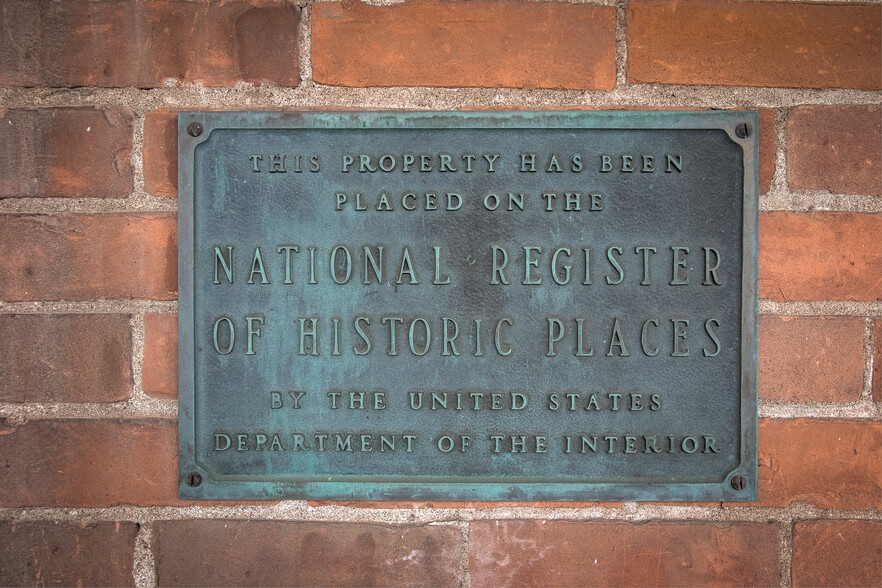 THIS PROPERTY HAS BEEN
PLACED ON THE
NATIONAL REGISTER
OF HISTORIC PLACES
BY THE UNITED STATES
DEPARTMENT OF THE INTERIOR